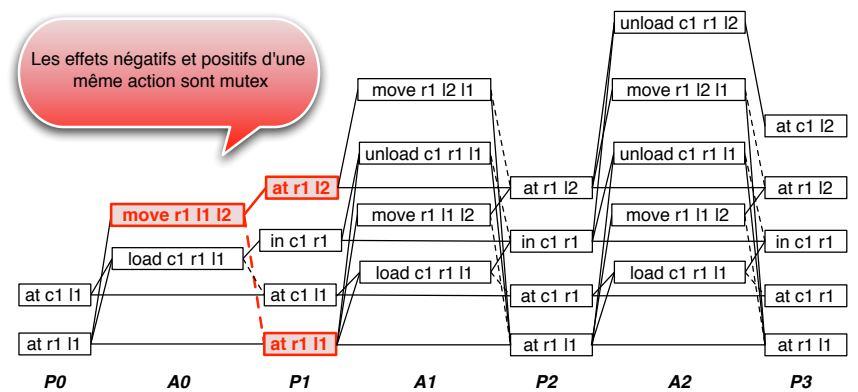 unload c1 r1 l2
Les effets négatifs et positifs d'une
même action sont mutex
move r1 l2 l1
move r1 l2 l1
at c1 l2
unload c1 r1 l1
unload c1 r1 l1
at r1 l2
at r1 l2
at r1 l2
move r1 l1 l2
move r1 l1 l2
move r1 l1 l2
in c1 r1
in c1 r1
in c1 r1
load c1 r1 l1
load c1 r1 l1
load c1 r1 l1
at c1 l1
at c1 l1
at c1 r1
at c1 r1
at r1 l1
at r1 l1
at r1 l1
at r1 l1
P0 A0 P1 A1 P2 A2 P3